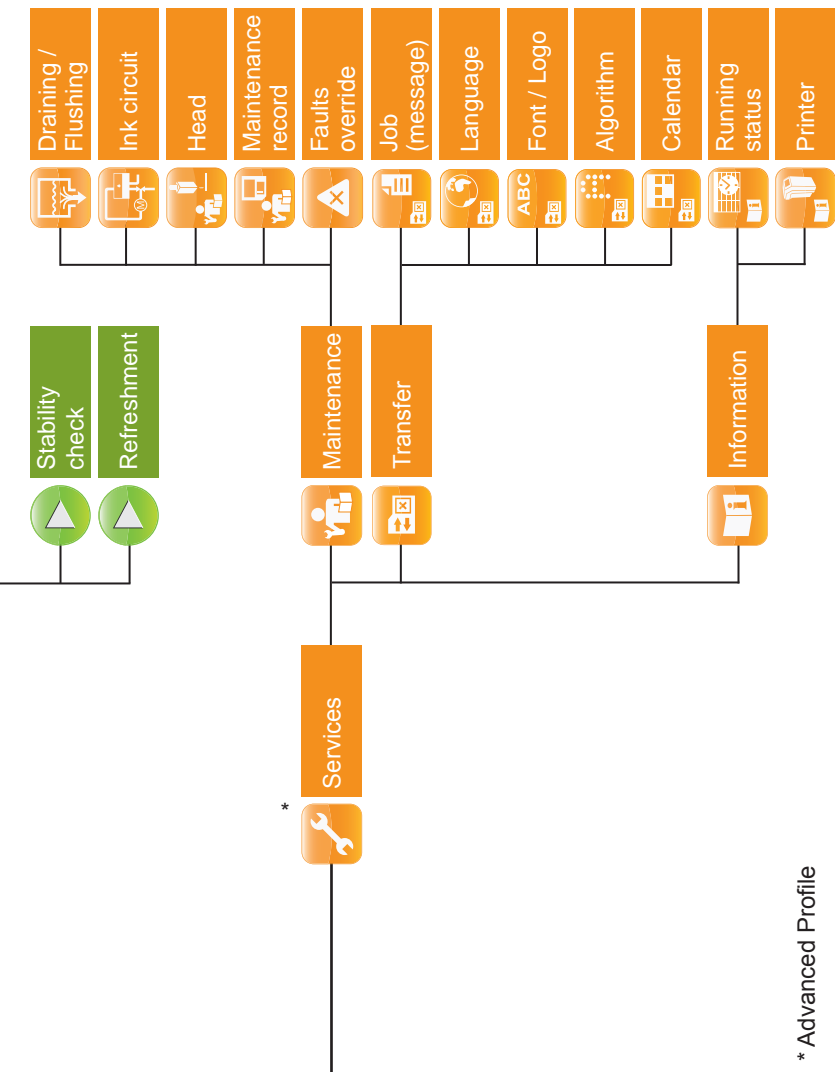 Stability
check
Refreshment
*
Services
Maintenance
Draining /
Flushing
Ink circuit
M
Head
Maintenance
record
Faults
override
Transfer
Job
(message)
Language
ABC
Font / Logo
Algorithm
Calendar
Information
Running
status
Printer
* Advanced Profile